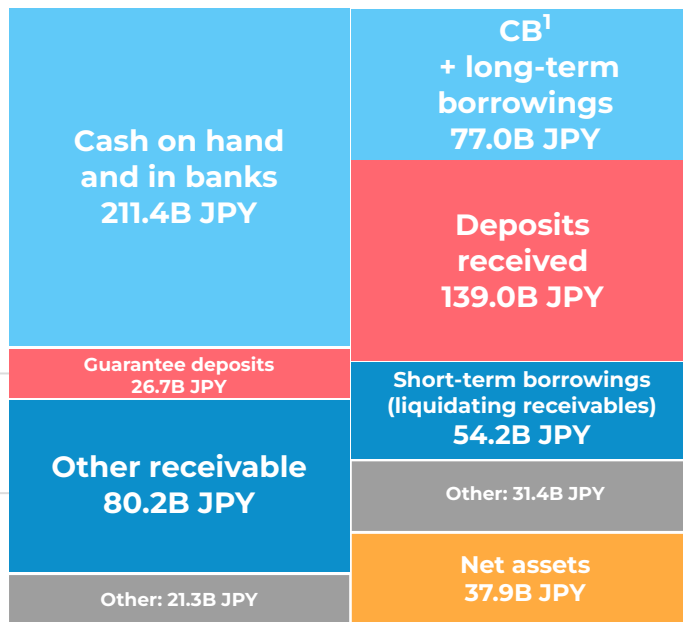 Cash on hand
and in banks
211.4B JPY
Guarantee deposits
26.7B JPY
Other receivable
80.2B JPY
Other: 21.3B JPY
CB¹
+ long-term
borrowings
77.0B JPY
Deposits
received
139.0B JPY
Short-term borrowings
(liquidating receivables)
54.2B JPY
Other: 31.4B JPY
Net assets
37.9B JPY